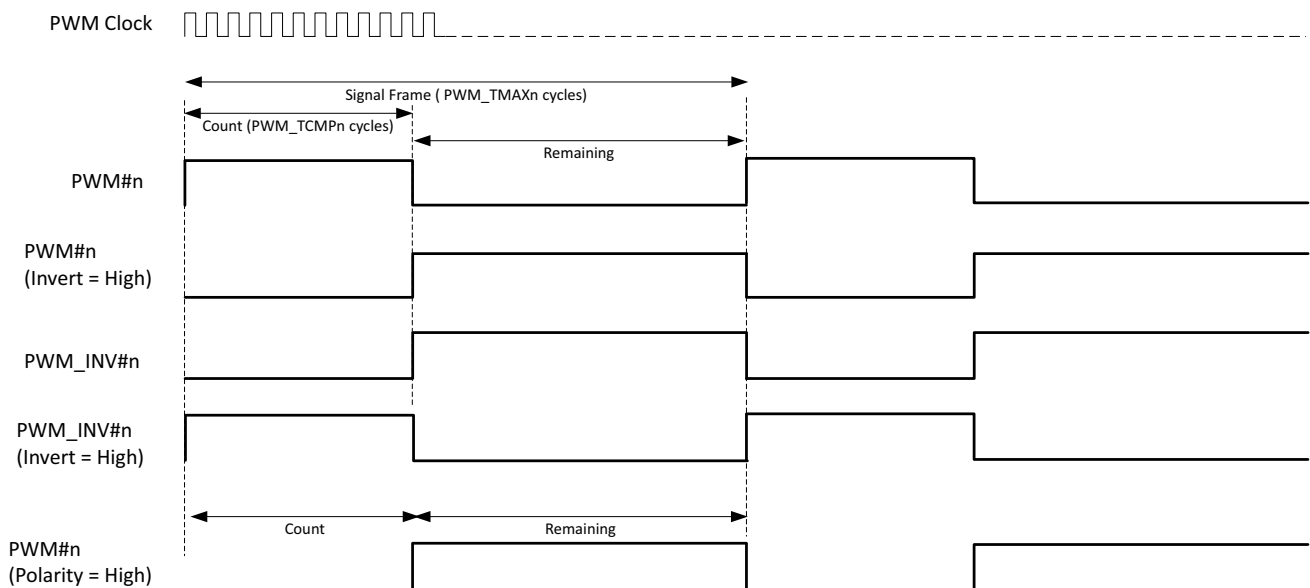 PWM Clock
Signal Frame ( PWM_TMAXn cycles)
Count (PWM_TCMPn cycles)
Remaining
PWM#n
PWM#n
(Invert = High)
PWM_INV#n
PWM_INV#n
(Invert = High)
Count
Remaining
PWM#n
(Polarity = High)